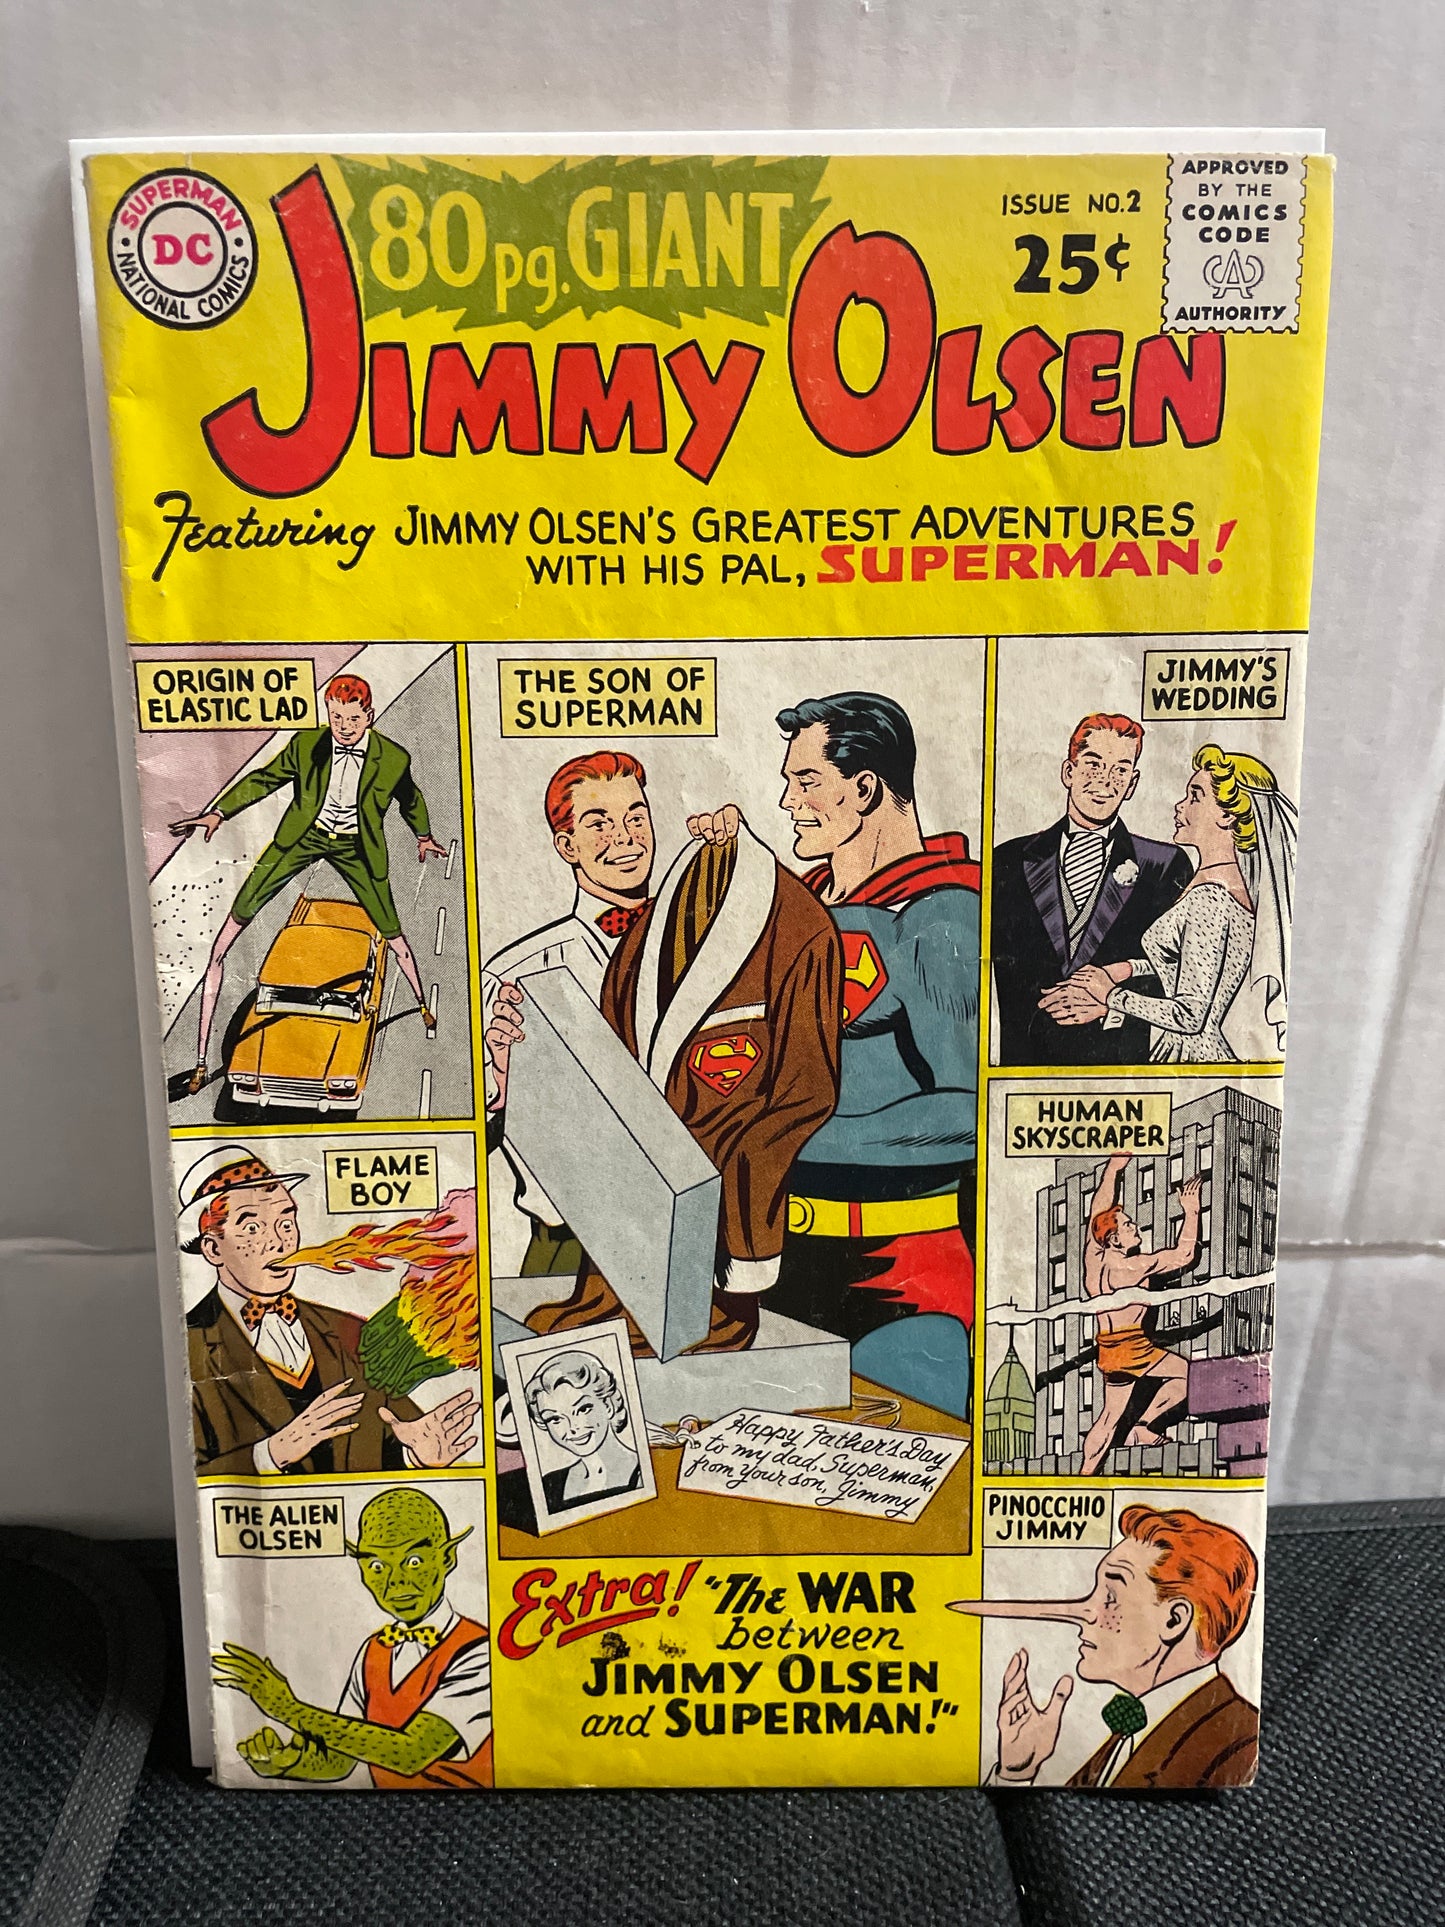 SUPERMAN
DC
NATIONAL COMICS
80 pg. GIANT
ISSUE NO.2
25¢
APPROVED
BY THE
COMICS
CODE
CA
AUTHORITY
JIMMY OLSEN
Featuring JIMMY OLSEN'S GREATEST ADVENTURES
WITH HIS PAL, SUPERMAN!
ORIGIN OF
ELASTIC LAD
THE SON OF
SUPERMAN
JIMMY'S
WEDDING
S
FLAME
BOY
HUMAN
SKYSCRAPER
Happy Father's Day
to my dad, Superman,
from your son, Jimmy
THE ALIEN
OLSEN
PINOCCHIO
JIMMY
Extra! "The WAR
between
JIMMY OLSEN
and SUPERMAN!"